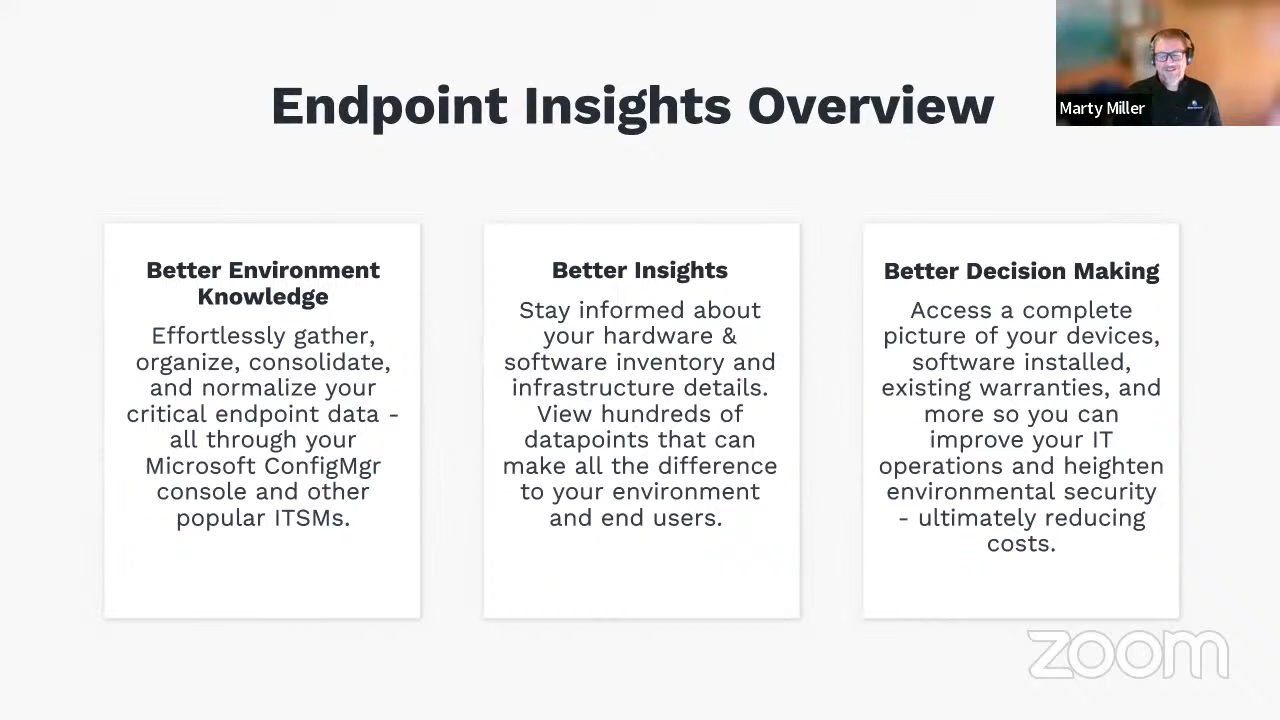 Endpoint Insights Overview
Marty Miller
Better Environment
Knowledge
Effortlessly gather,
organize, consolidate,
and normalize your
critical endpoint data -
all through your
Microsoft ConfigMgr
console and other
popular ITSMs.
Better Insights
Stay informed about
your hardware &
software inventory and
infrastructure details.
View hundreds of
datapoints that can
make all the difference
to your environment
and end users.
Better Decision Making
Access a complete
picture of your devices,
software installed,
existing warranties, and
more so you can
improve your IT
operations and heighten
environmental security
- ultimately reducing
costs.
zoom